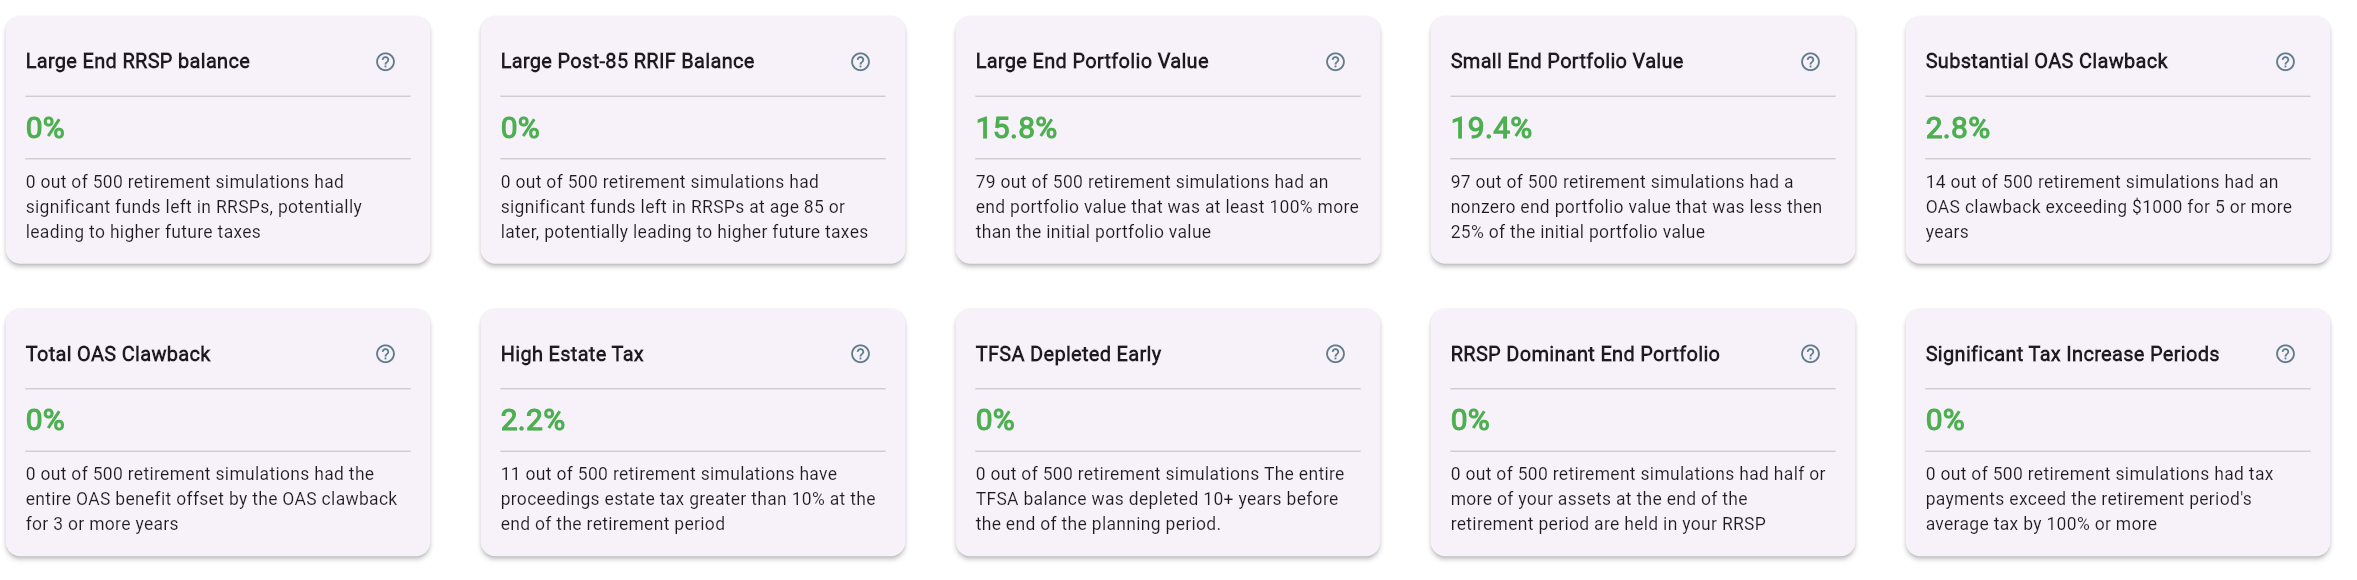 Large End RRSP balance
0%
0 out of 500 retirement simulations had
significant funds left in RRSPs, potentially
leading to higher future taxes
Large Post-85 RRIF Balance
0%
0 out of 500 retirement simulations had
significant funds left in RRSPs at age 85 or
later, potentially leading to higher future taxes
Large End Portfolio Value
15.8%
79 out of 500 retirement simulations had an
end portfolio value that was at least 100% more
than the initial portfolio value
Small End Portfolio Value
19.4%
97 out of 500 retirement simulations had a
nonzero end portfolio value that was less then
25% of the initial portfolio value
Substantial OAS Clawback
2.8%
14 out of 500 retirement simulations had an
OAS clawback exceeding $1000 for 5 or more
years
Total OAS Clawback
0%
0 out of 500 retirement simulations had the
entire OAS benefit offset by the OAS clawback
for 3 or more years
High Estate Tax
2.2%
11 out of 500 retirement simulations have
proceedings estate tax greater than 10% at the
end of the retirement period
TFSA Depleted Early
0%
0 out of 500 retirement simulations The entire
TFSA balance was depleted 10+ years before
the end of the planning period.
RRSP Dominant End Portfolio
0%
0 out of 500 retirement simulations had half or
more of your assets at the end of the
retirement period are held in your RRSP
Significant Tax Increase Periods
0%
0 out of 500 retirement simulations had tax
payments exceed the retirement period's
average tax by 100% or more